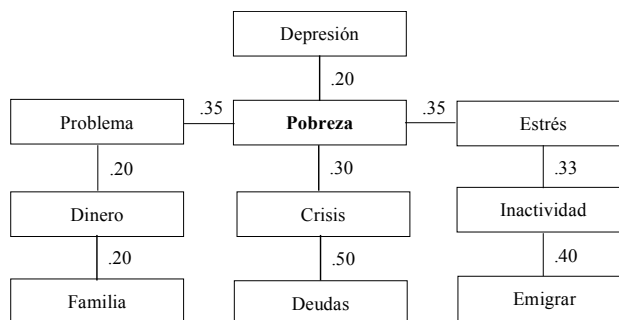 Depresión
.20
.35
.35
Problema
Pobreza
Estrés
.20
.30
.33
Dinero
Crisis
Inactividad
.20
.50
.40
Familia
Deudas
Emigrar